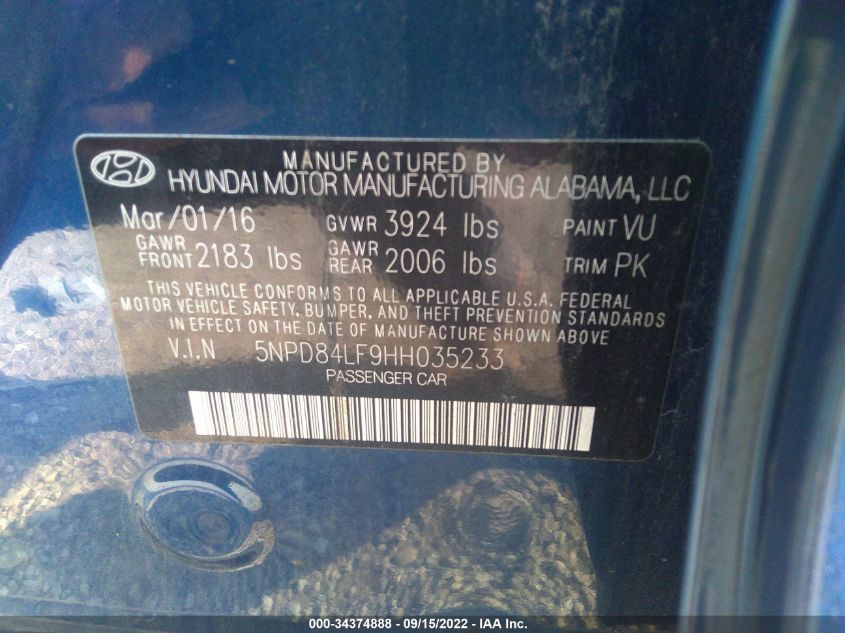 MANUFACTURED BY
HYUNDAI MOTOR MANUFACTURING ALABAMA, LLC
Mar/01/16 GVWR 3924 lbs PAINT VU
GAWR FRONT 2183 lbs GAWR REAR 2006 lbs TRIM PK
THIS VEHICLE CONFORMS TO ALL APPLICABLE U.S.A. FEDERAL
MOTOR VEHICLE SAFETY, BUMPER, AND THEFT PREVENTION STANDARDS
IN EFFECT ON THE DATE OF MANUFACTURE SHOWN ABOVE
V.I.N 5NPD84LF9HH035233
PASSENGER CAR
000-34374888 - 09/15/2022 - IAA Inc.